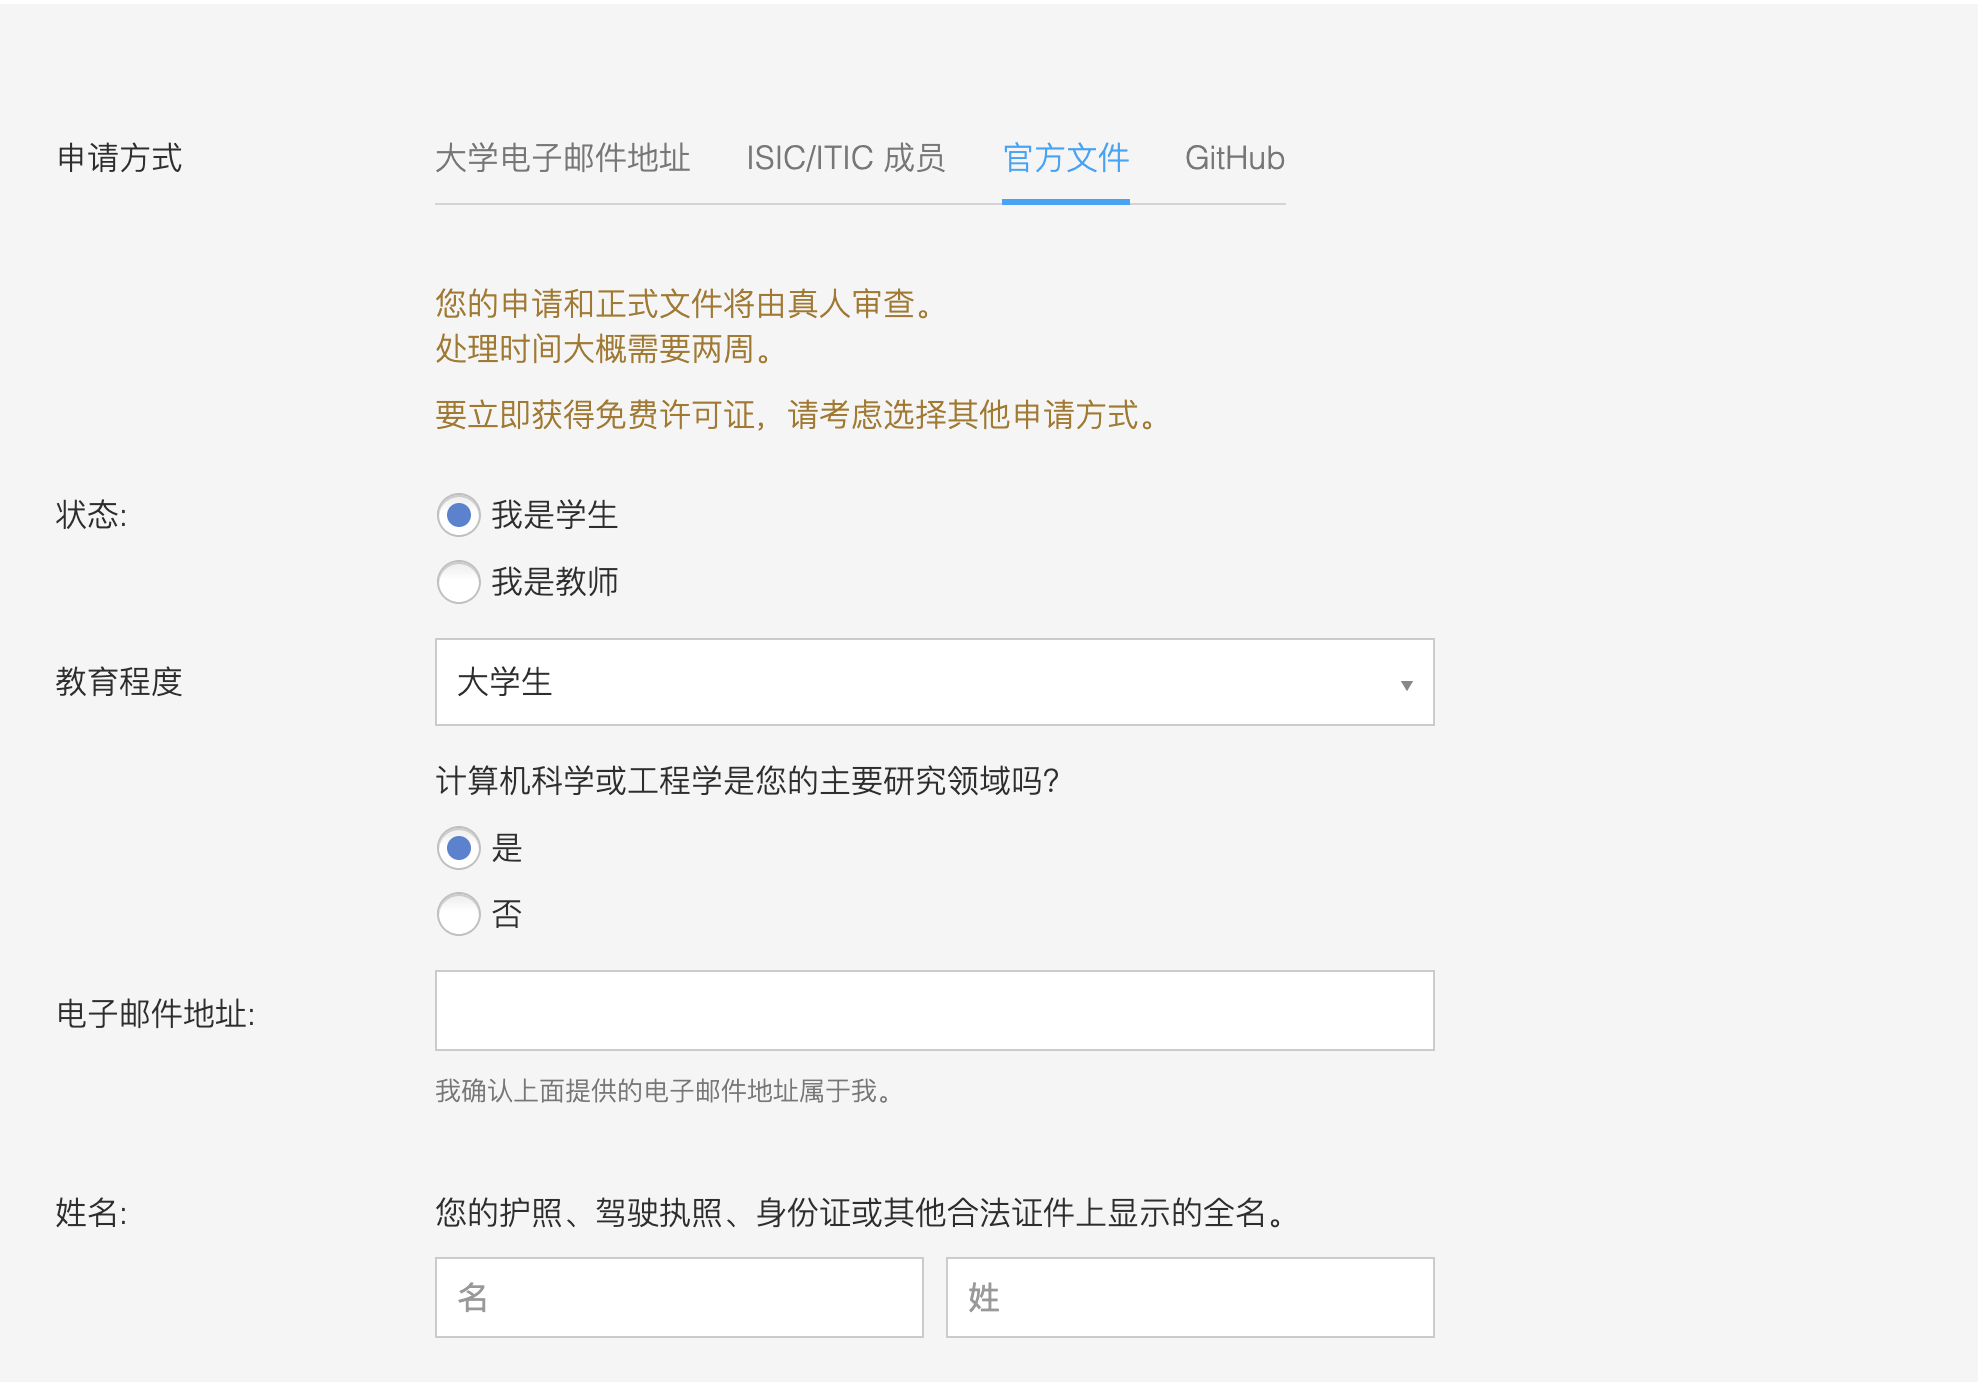 申请方式
大学电子邮件地址
ISIC/ITIC 成员
官方文件
GitHub
您的申请和正式文件将由真人审查。
处理时间大概需要两周。
要立即获得免费许可证，请考虑选择其他申请方式。
状态:
我是学生
我是教师
教育程度
大学生
计算机科学或工程学是您的主要研究领域吗?
是
否
电子邮件地址:
我确认上面提供的电子邮件地址属于我。
姓名:
您的护照、驾驶执照、身份证或其他合法证件上显示的全名。
名
姓